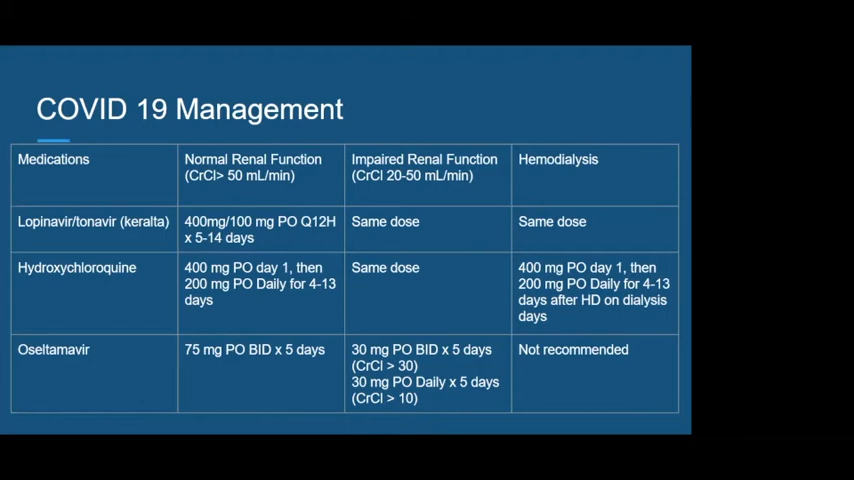 COVID 19 Management
Medications
Normal Renal Function
(CrCl> 50 mL/min)
Impaired Renal Function
(CrCl 20-50 mL/min)
Hemodialysis
Lopinavir/tonavir (keralta)
400mg/100 mg PO Q12H
x 5-14 days
Same dose
Same dose
Hydroxychloroquine
400 mg PO day 1, then
200 mg PO Daily for 4-13
days
Same dose
400 mg PO day 1, then
200 mg PO Daily for 4-13
days after HD on dialysis
days
Oseltamavir
75 mg PO BID x 5 days
30 mg PO BID x 5 days
(CrCl > 30)
30 mg PO Daily x 5 days
(CrCl > 10)
Not recommended